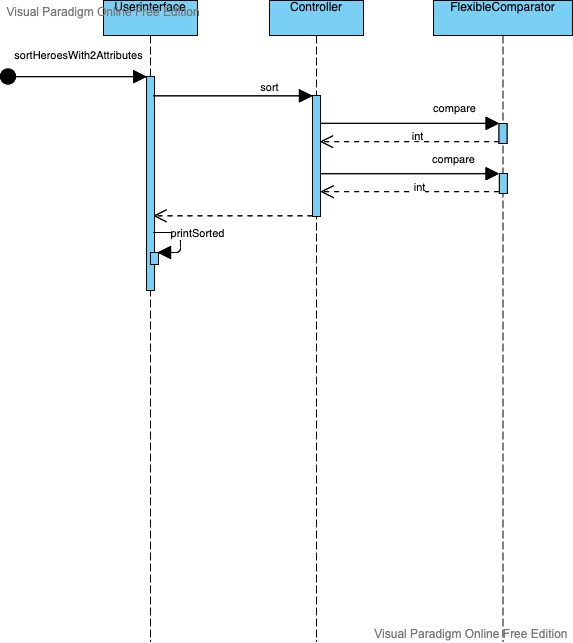 Visual Paradigm Online Free Edition
Userinterface
Controller
FlexibleComparator
sortHeroesWith2Attributes
sort
compare
int
compare
int
printSorted
Visual Paradigm Online Free Edition